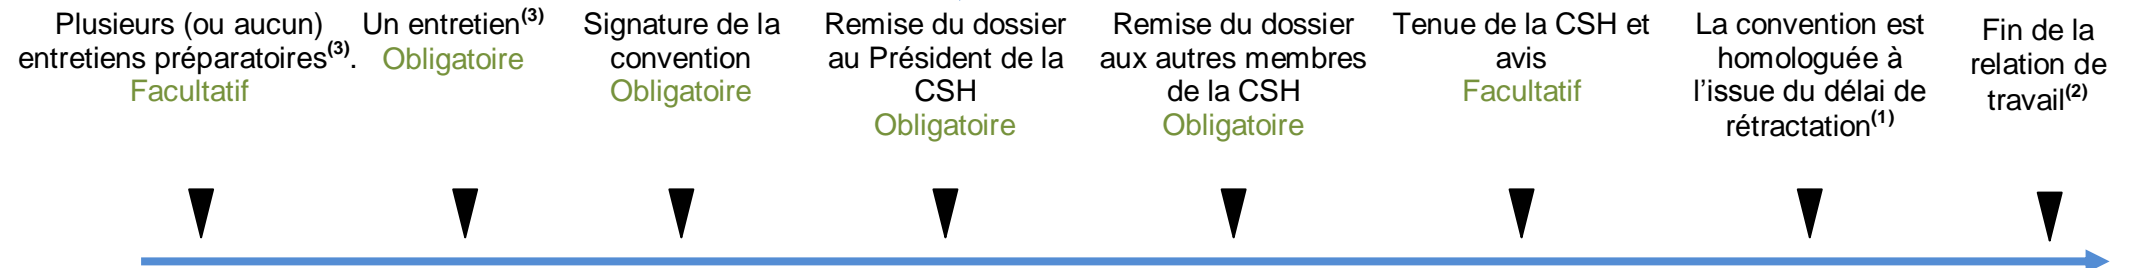 Plusieurs (ou aucun)
entretiens préparatoires(3).
Facultatif
Un entretien(3)
Obligatoire
Signature de la
convention
Obligatoire
Remise du dossier
au Président de la
CSH
Obligatoire
Remise du dossier
aux autres membres
de la CSH
Obligatoire
Tenue de la CSH et
avis
Facultatif
La convention est
homologuée à
l’issue du délai de
rétractation(1)
Fin de la
relation de
travail(2)